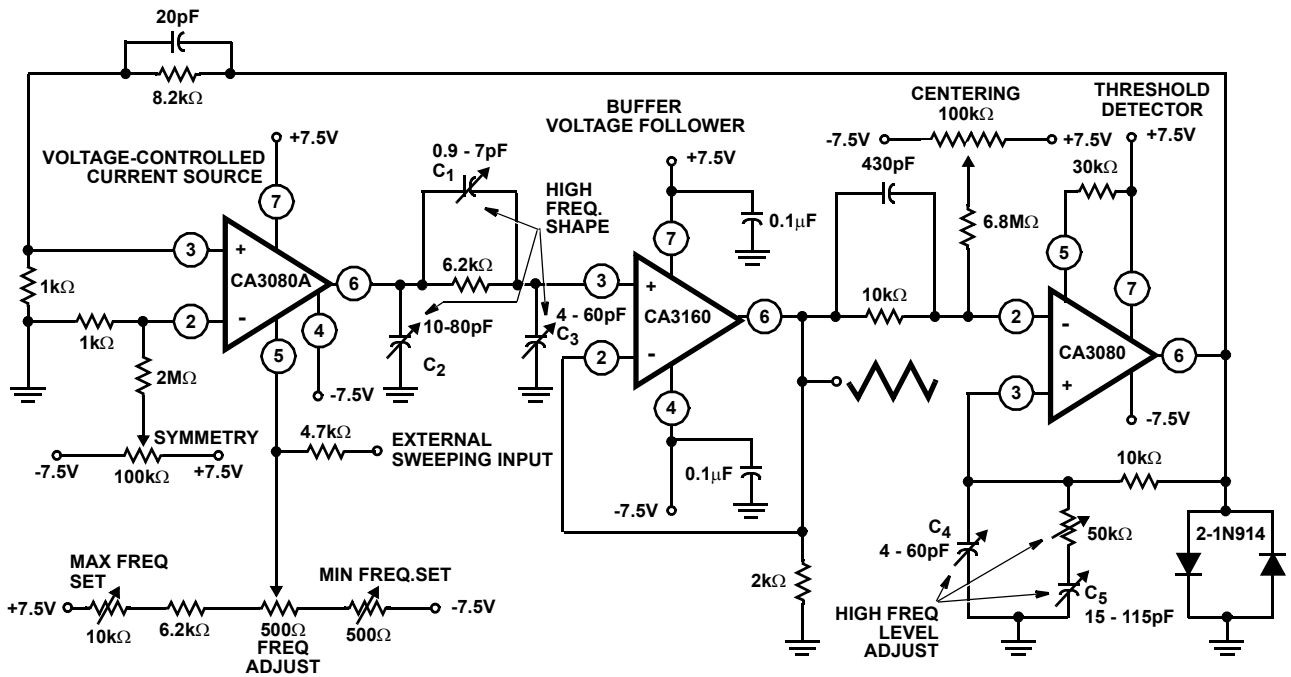 20pF
8.2kΩ
VOLTAGE-CONTROLLED
CURRENT SOURCE
+7.5V
7
3
+
CA3080A
6
1kΩ
1kΩ
2
-
4
5
-7.5V
2MΩ
SYMMETRY
-7.5V
100kΩ
+7.5V
4.7kΩ
EXTERNAL
SWEEPING INPUT
MAX FREQ
SET
+7.5V
10kΩ
6.2kΩ
500Ω
FREQ
ADJUST
MIN FREQ.SET
500Ω
-7.5V
0.9 - 7pF
C1
HIGH
FREQ.
SHAPE
6.2kΩ
10-80pF
C2
4 - 60pF
C3
BUFFER
VOLTAGE FOLLOWER
+7.5V
0.1μF
7
3
+
CA3160
6
2
-
4
0.1μF
-7.5V
2kΩ
CENTERING
100kΩ
-7.5V
+7.5V
430pF
6.8MΩ
10kΩ
THRESHOLD
DETECTOR
+7.5V
30kΩ
5
7
2
-
CA3080
6
3
+
-7.5V
10kΩ
C4
4 - 60pF
50kΩ
C5
15 - 115pF
HIGH FREQ
LEVEL
ADJUST
2-1N914